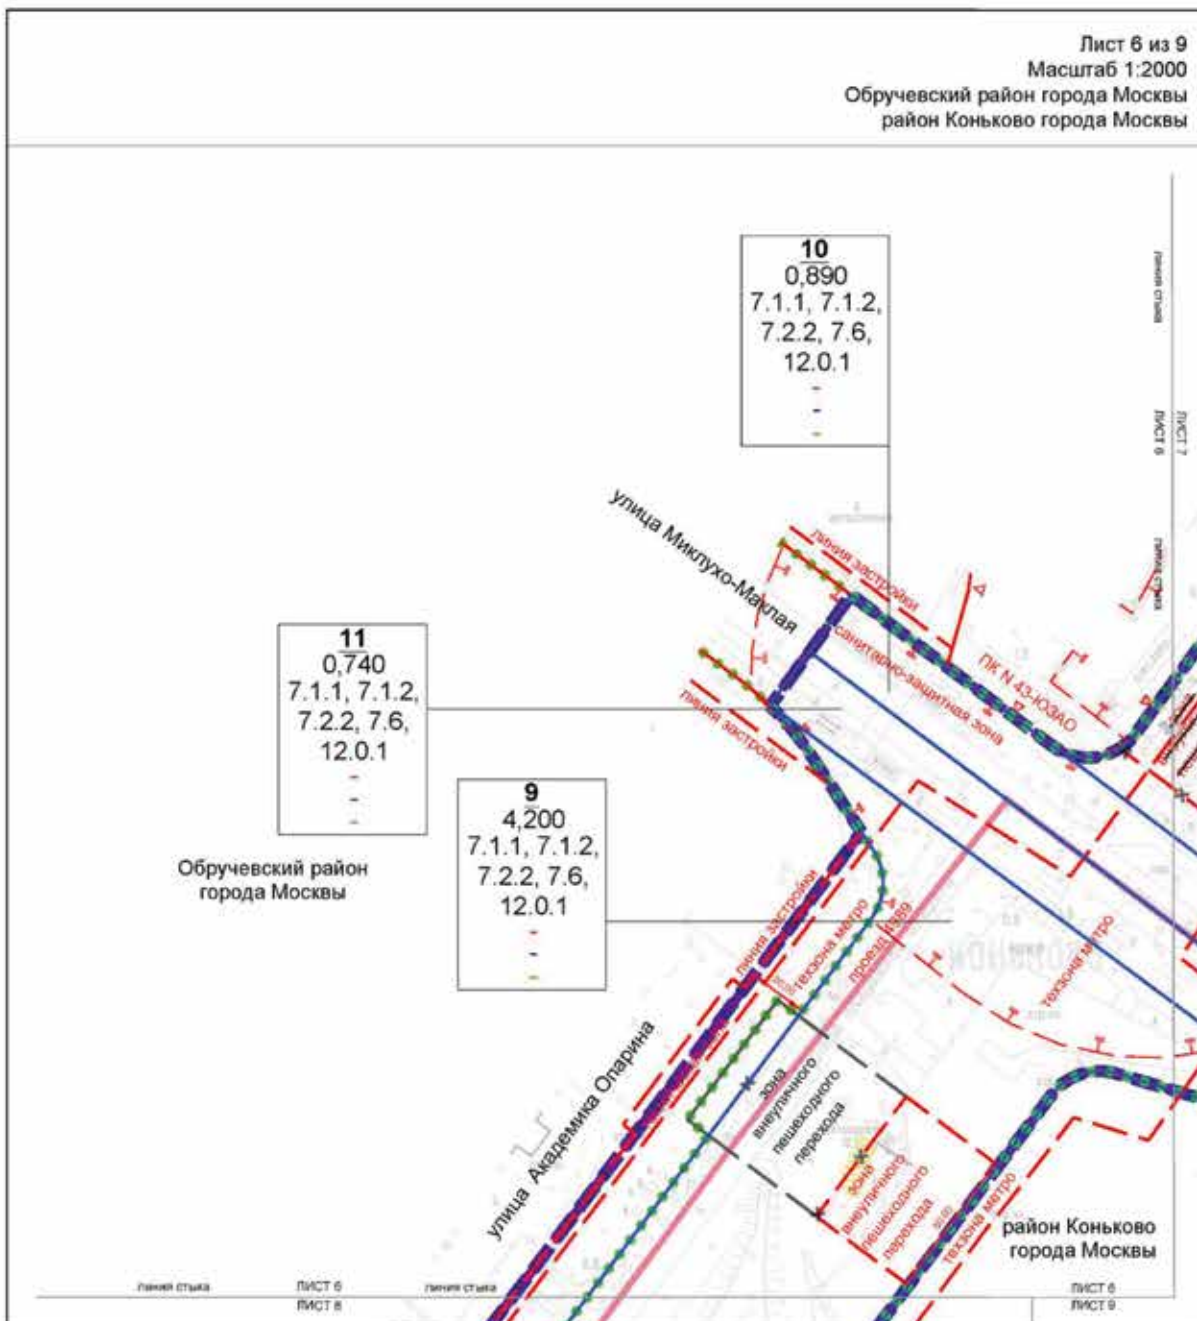 Лист 6 из 9
Масштаб 1:2000
Обручевский район города Москвы
район Коньково города Москвы
линия стыка
ЛИСТ 6
ЛИСТ 7
линия стыка
10
0,890
7.1.1, 7.1.2,
7.2.2, 7.6,
12.0.1
-
-
-
улица Миклухо-Маклая
линия застройки
санитарно-защитная зона
ПК N 43-ЮЗАО
линия застройки
11
0,740
7.1.1, 7.1.2,
7.2.2, 7.6,
12.0.1
-
-
-
9
4,200
7.1.1, 7.1.2,
7.2.2, 7.6,
12.0.1
-
-
-
Обручевский район
города Москвы
линия застройки
техзона метро
проезд 4989
техзона метро
улица Академика Опарина
зона
внеуличного
пешеходного
перехода
зона
внеуличного
пешеходного
перехода
техзона метро
район Коньково
города Москвы
линия стыка
ЛИСТ 6
линия стыка
ЛИСТ 6
ЛИСТ 8
ЛИСТ 9